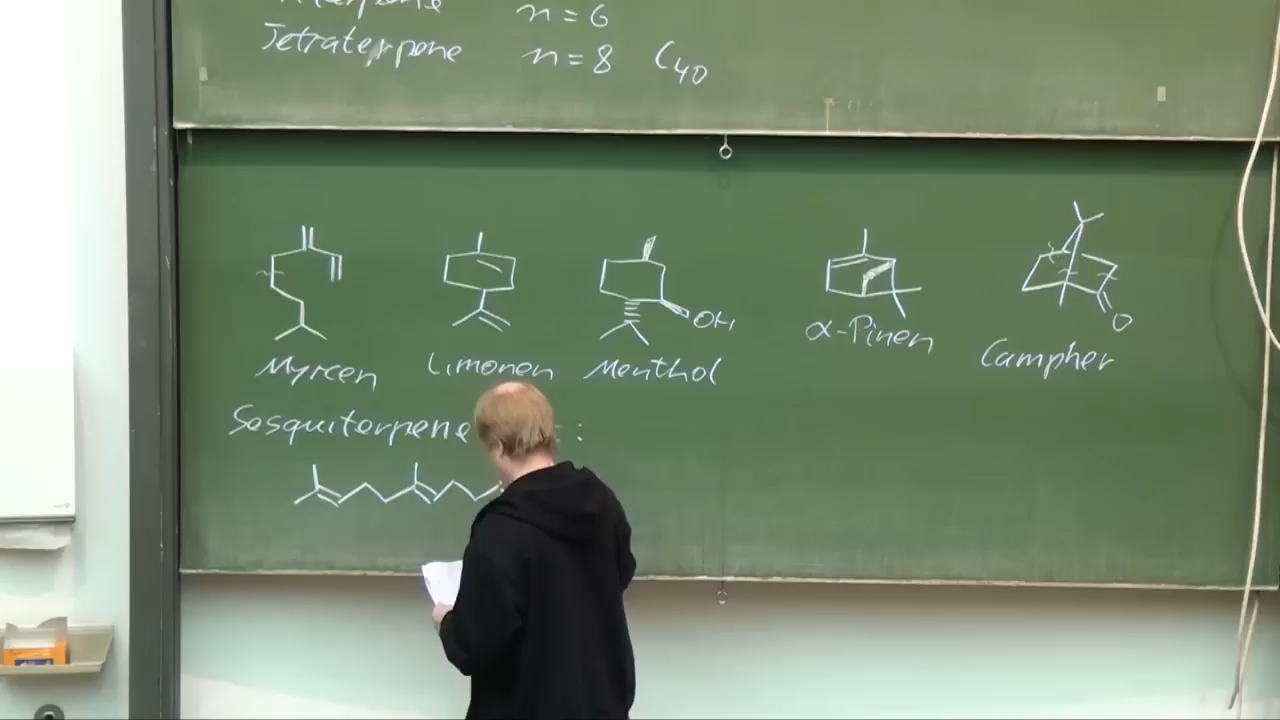 n = 6
Tetraterpene n = 8 C40
OH
O
Myrcen Limonen Menthol α-Pinen Campher
Sesquiterpene :